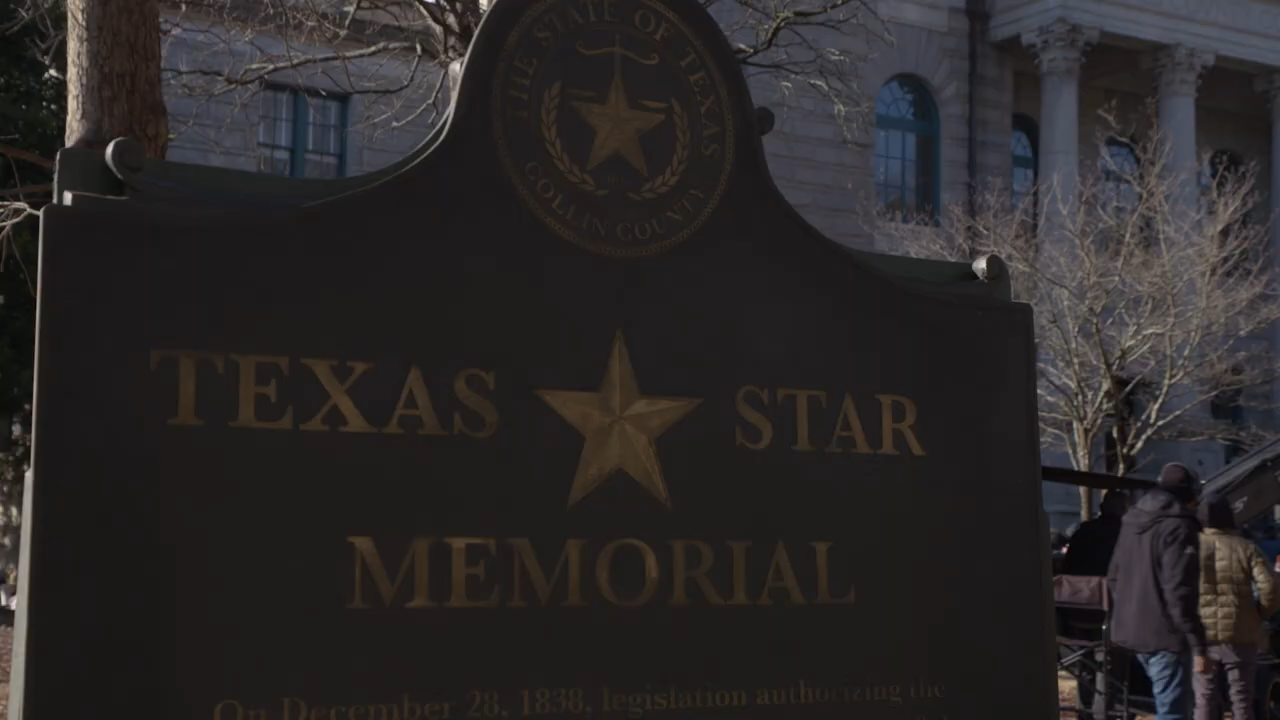 THE STATE OF TEXAS
COLLIN COUNTY
TEXAS STAR
MEMORIAL
On December 28, 1838, legislation authorizing the